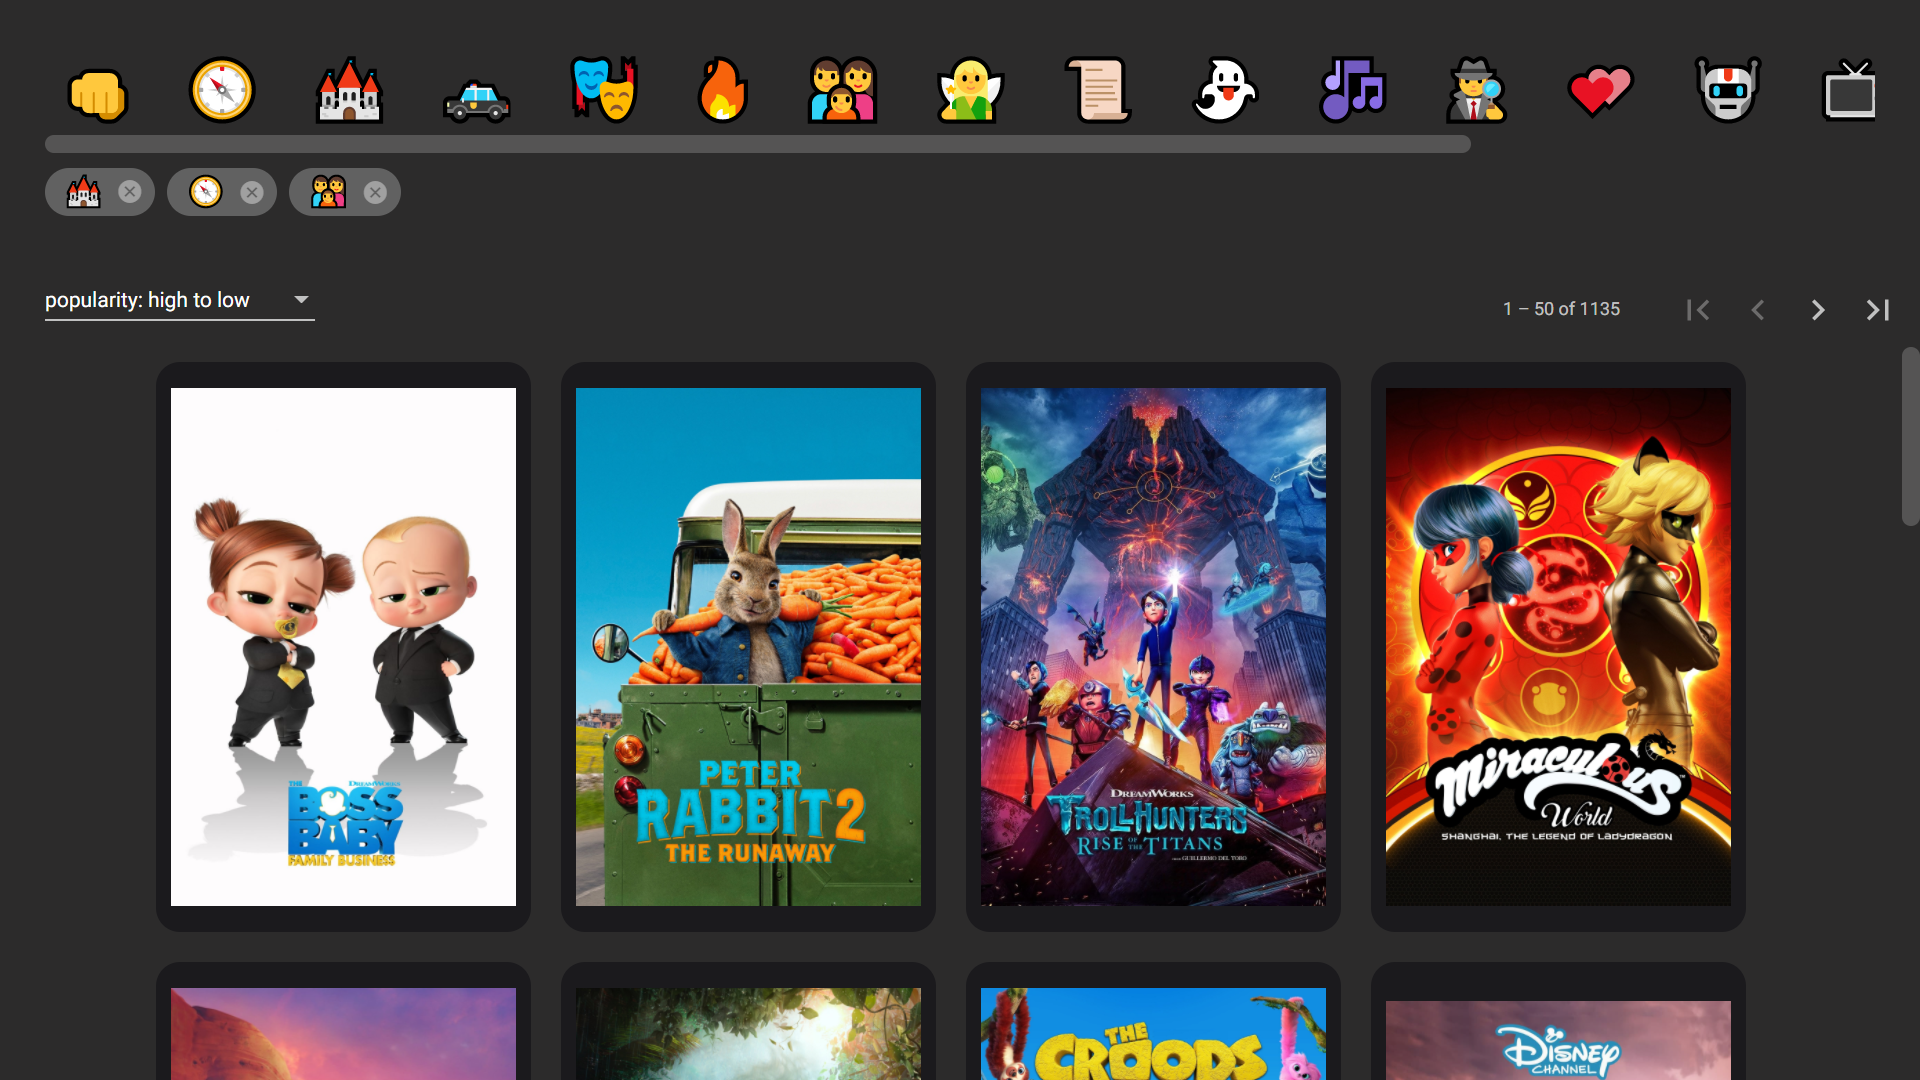 popularity: high to low
1 – 50 of 1135
THE DREAMWORKS
BOSS
BABY
FAMILY BUSINESS
PETER
RABBIT 2
THE RUNAWAY
DREAMWORKS
TROLLHUNTERS
RISE OF THE TITANS
FROM GUILLERMO DEL TORO
Miraculous
World
SHANGHAI, THE LEGEND OF LADYDRAGON
THE
CROODS
DISNEY
CHANNEL